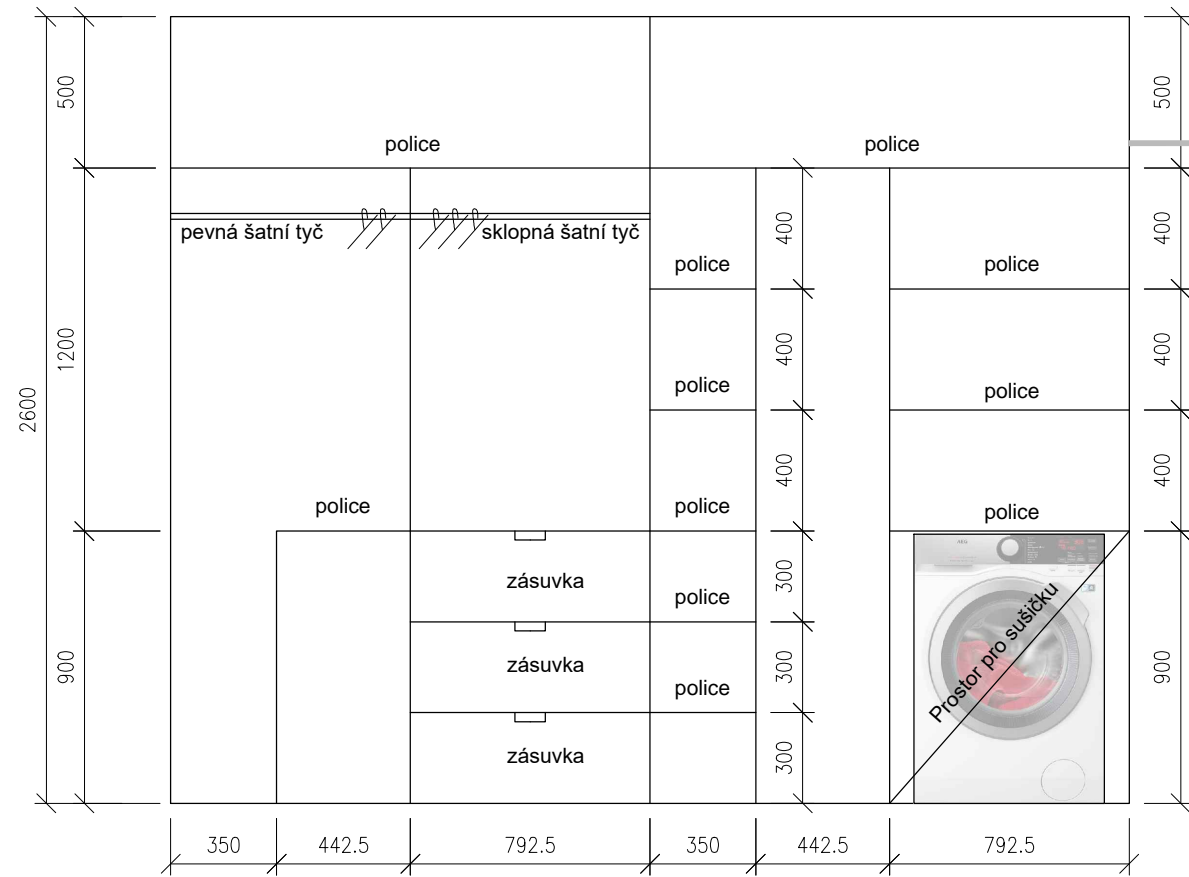 500
500
police
police
400
400
pevná šatní tyč
sklopná šatní tyč
police
police
1200
400
400
2600
police
police
400
400
police
police
police
AEG
300
zásuvka
police
900
Prostor pro sušičku
900
300
zásuvka
police
300
zásuvka
350
442.5
792.5
350
442.5
792.5